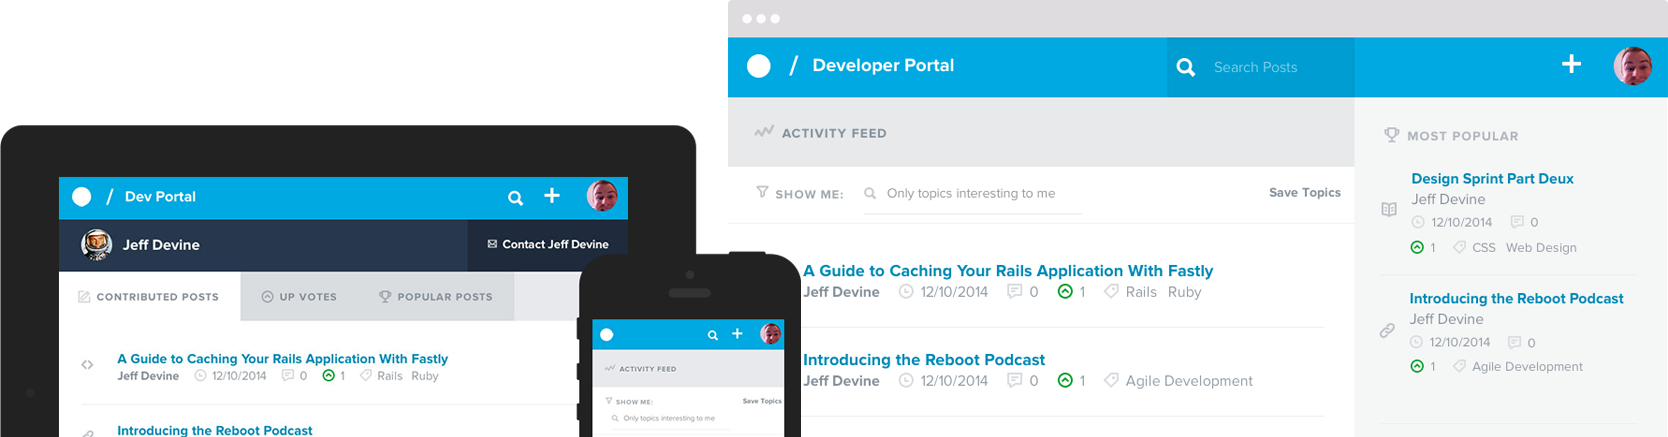 / Developer Portal
Search Posts
+
ACTIVITY FEED
SHOW ME: Only topics interesting to me Save Topics
A Guide to Caching Your Rails Application With Fastly
Jeff Devine 12/10/2014 0 1 Rails Ruby
Introducing the Reboot Podcast
Jeff Devine 12/10/2014 0 1 Agile Development
MOST POPULAR
Design Sprint Part Deux
Jeff Devine
12/10/2014 0
1 CSS Web Design
Introducing the Reboot Podcast
Jeff Devine
12/10/2014 0
1 Agile Development
/ Dev Portal +
Jeff Devine Contact Jeff Devine
CONTRIBUTED POSTS UP VOTES POPULAR POSTS
A Guide to Caching Your Rails Application With Fastly
Jeff Devine 12/10/2014 0 1 Rails Ruby
Introducing the Reboot Podcast
+
ACTIVITY FEED
SHOW ME: Save Topics
Only topics interesting to me